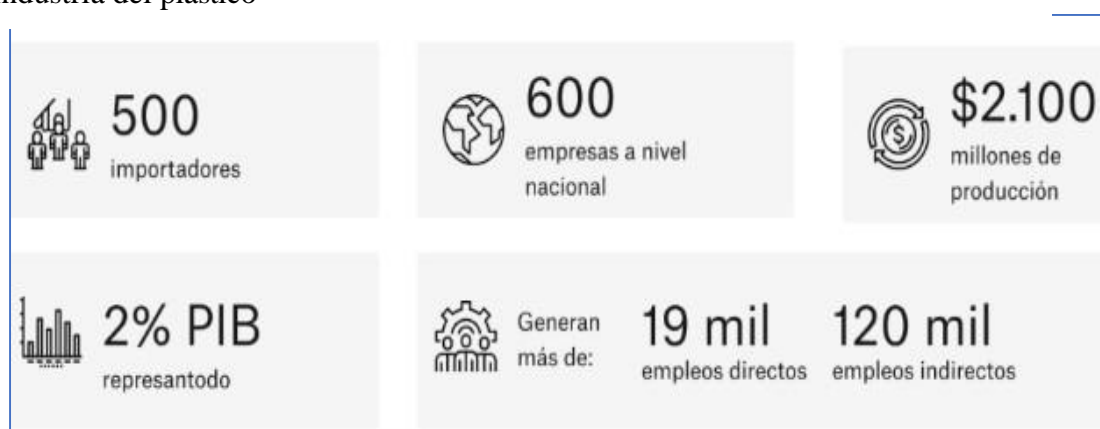 industria del plástico
500
importadores
600
empresas a nivel
nacional
$2.100
millones de
producción
2% PIB
represantodo
Generan
más de:
19 mil
empleos directos
120 mil
empleos indirectos